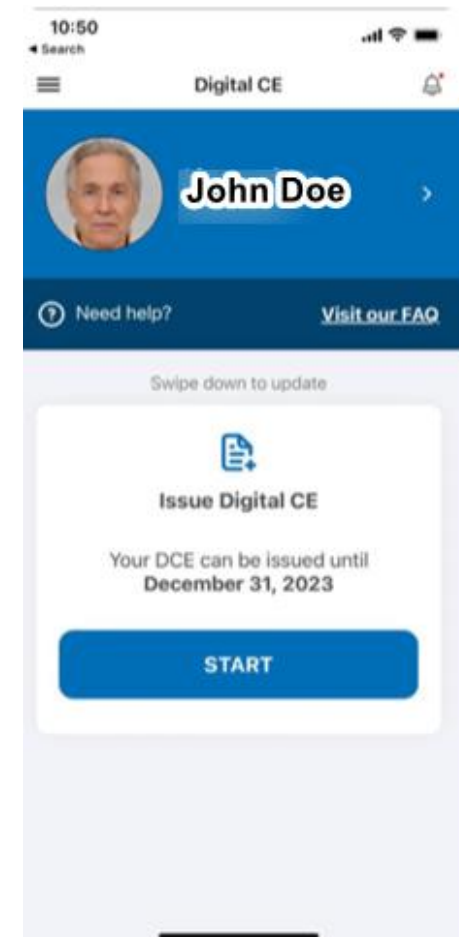 10:50
◀ Search
Digital CE
John Doe
Need help? Visit our FAQ
Swipe down to update
Issue Digital CE
Your DCE can be issued until
December 31, 2023
START